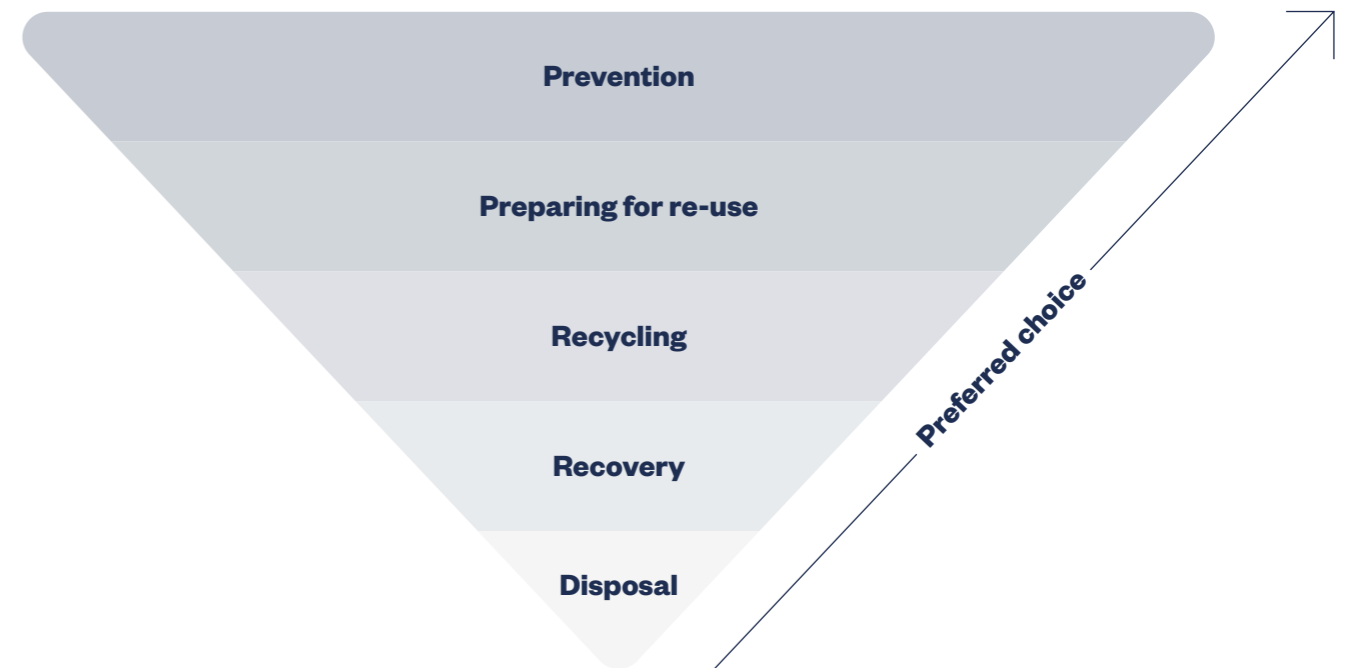 Prevention
Preparing for re-use
Recycling
Recovery
Disposal
Preferred choice